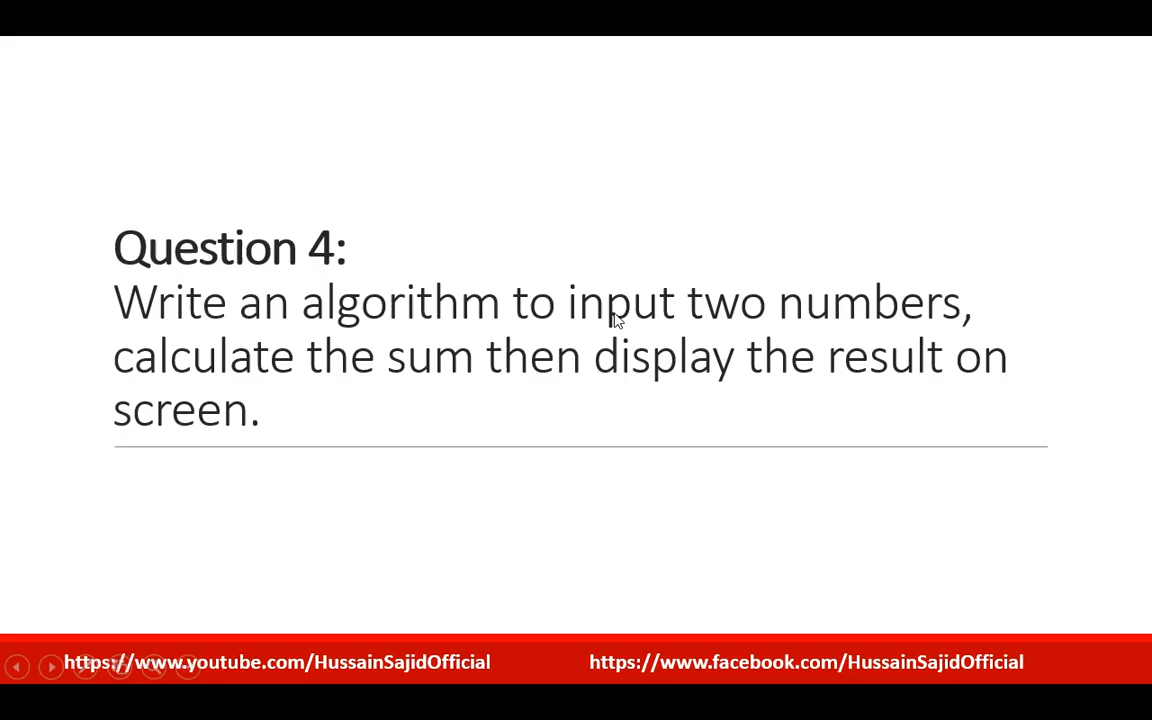 Question 4:
Write an algorithm to input two numbers,
calculate the sum then display the result on
screen.
https://www.youtube.com/HussainSajidOfficial
https://www.facebook.com/HussainSajidOfficial